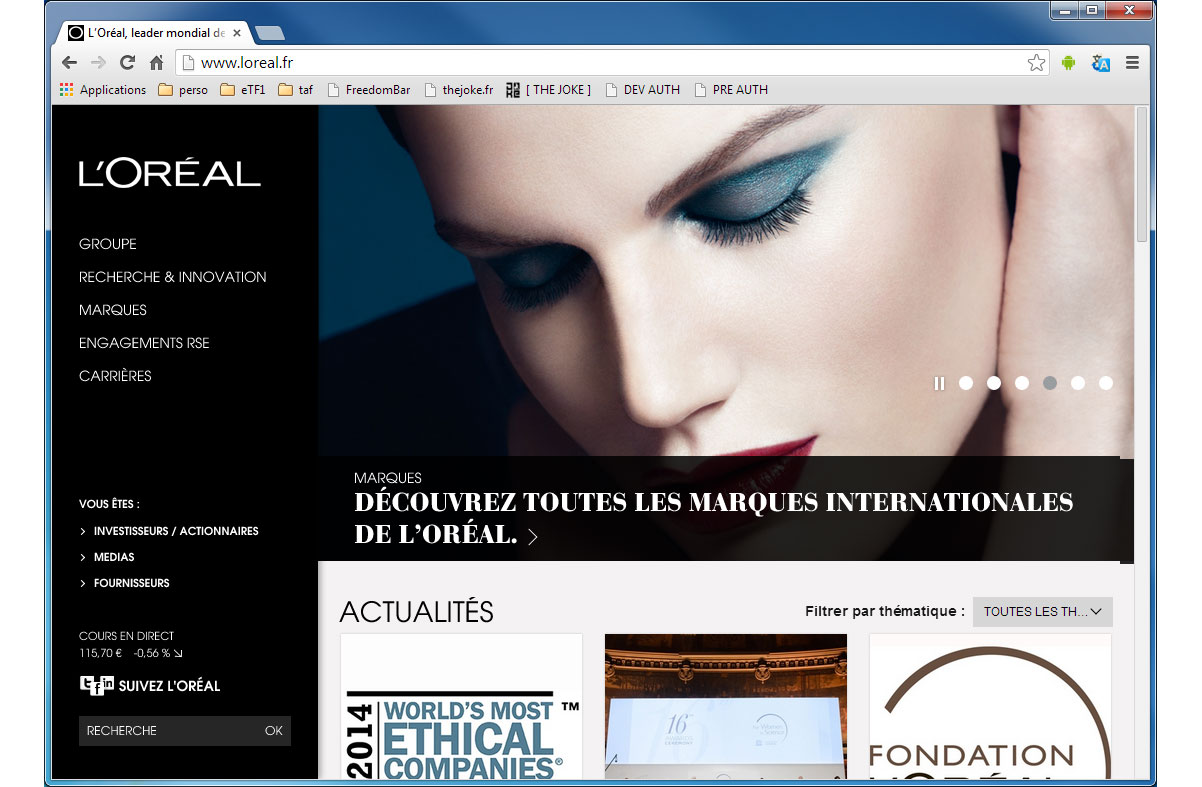 L'Oréal, leader mondial de
www.loreal.fr
Applications perso eTF1 taf FreedomBar thejoke.fr [ THE JOKE ] DEV AUTH PRE AUTH
L'ORÉAL
GROUPE
RECHERCHE & INNOVATION
MARQUES
ENGAGEMENTS RSE
CARRIÈRES
VOUS ÊTES :
INVESTISSEURS / ACTIONNAIRES
MEDIAS
FOURNISSEURS
COURS EN DIRECT
115,70 € -0,56 %
SUIVEZ L'ORÉAL
RECHERCHE OK
MARQUES
DÉCOUVREZ TOUTES LES MARQUES INTERNATIONALES
DE L'ORÉAL.
ACTUALITÉS
Filtrer par thématique : TOUTES LES TH...
2014
WORLD'S MOST ™
ETHICAL
COMPANIES®
16
FONDATION
L'ORÉAL